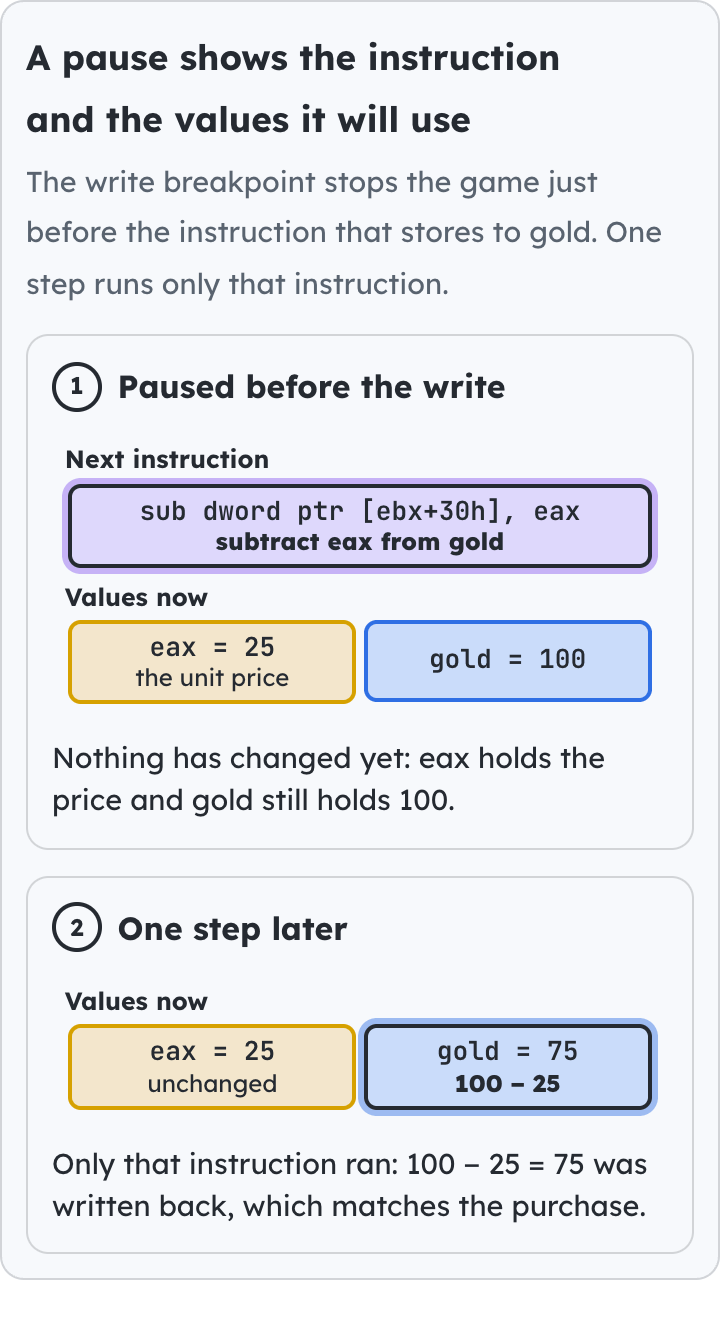 A pause shows the instruction
and the values it will use
The write breakpoint stops the game just
before the instruction that stores to gold. One
step runs only that instruction.
1 Paused before the write
Next instruction
sub dword ptr [ebx+30h], eax
subtract eax from gold
Values now
eax = 25
the unit price
gold = 100
Nothing has changed yet: eax holds the
price and gold still holds 100.
2 One step later
Values now
eax = 25
unchanged
gold = 75
100 – 25
Only that instruction ran: 100 – 25 = 75 was
written back, which matches the purchase.